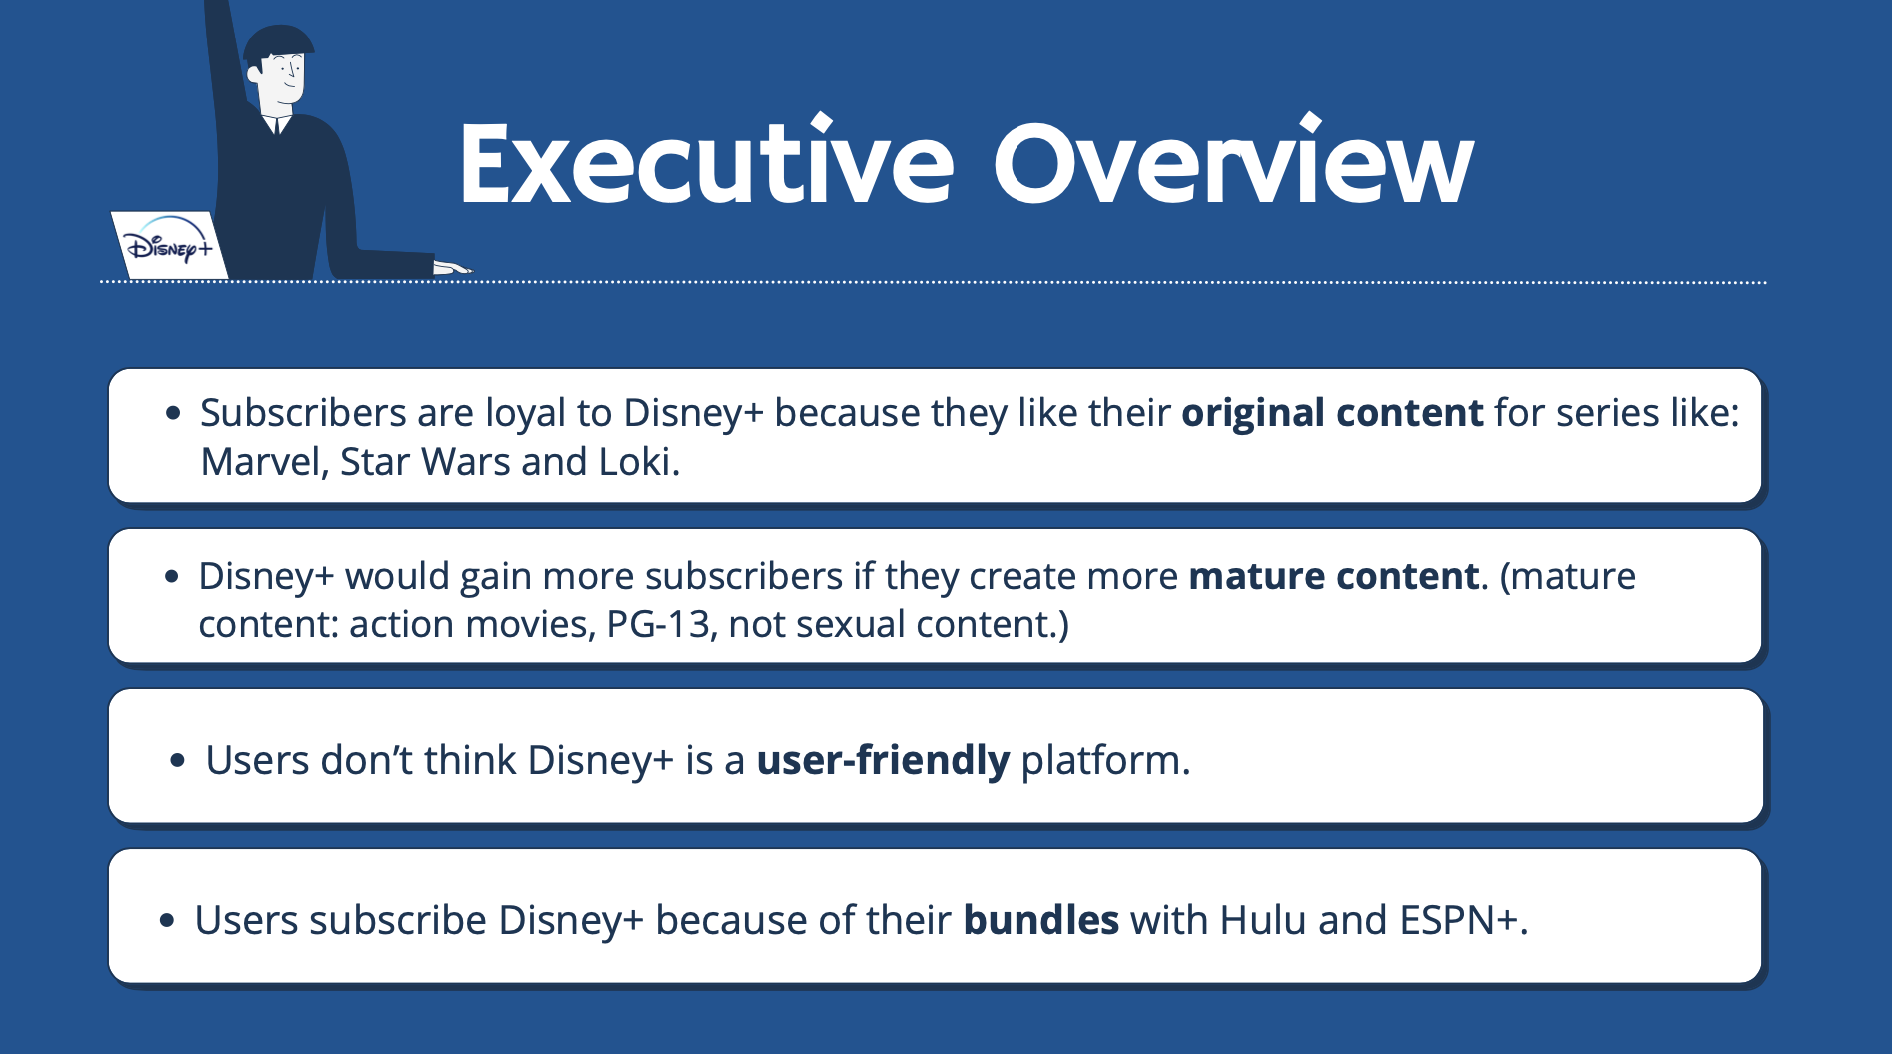 Executive Overview
Disney+
• Subscribers are loyal to Disney+ because they like their original content for series like:
Marvel, Star Wars and Loki.
• Disney+ would gain more subscribers if they create more mature content. (mature
content: action movies, PG-13, not sexual content.)
• Users don’t think Disney+ is a user-friendly platform.
• Users subscribe Disney+ because of their bundles with Hulu and ESPN+.